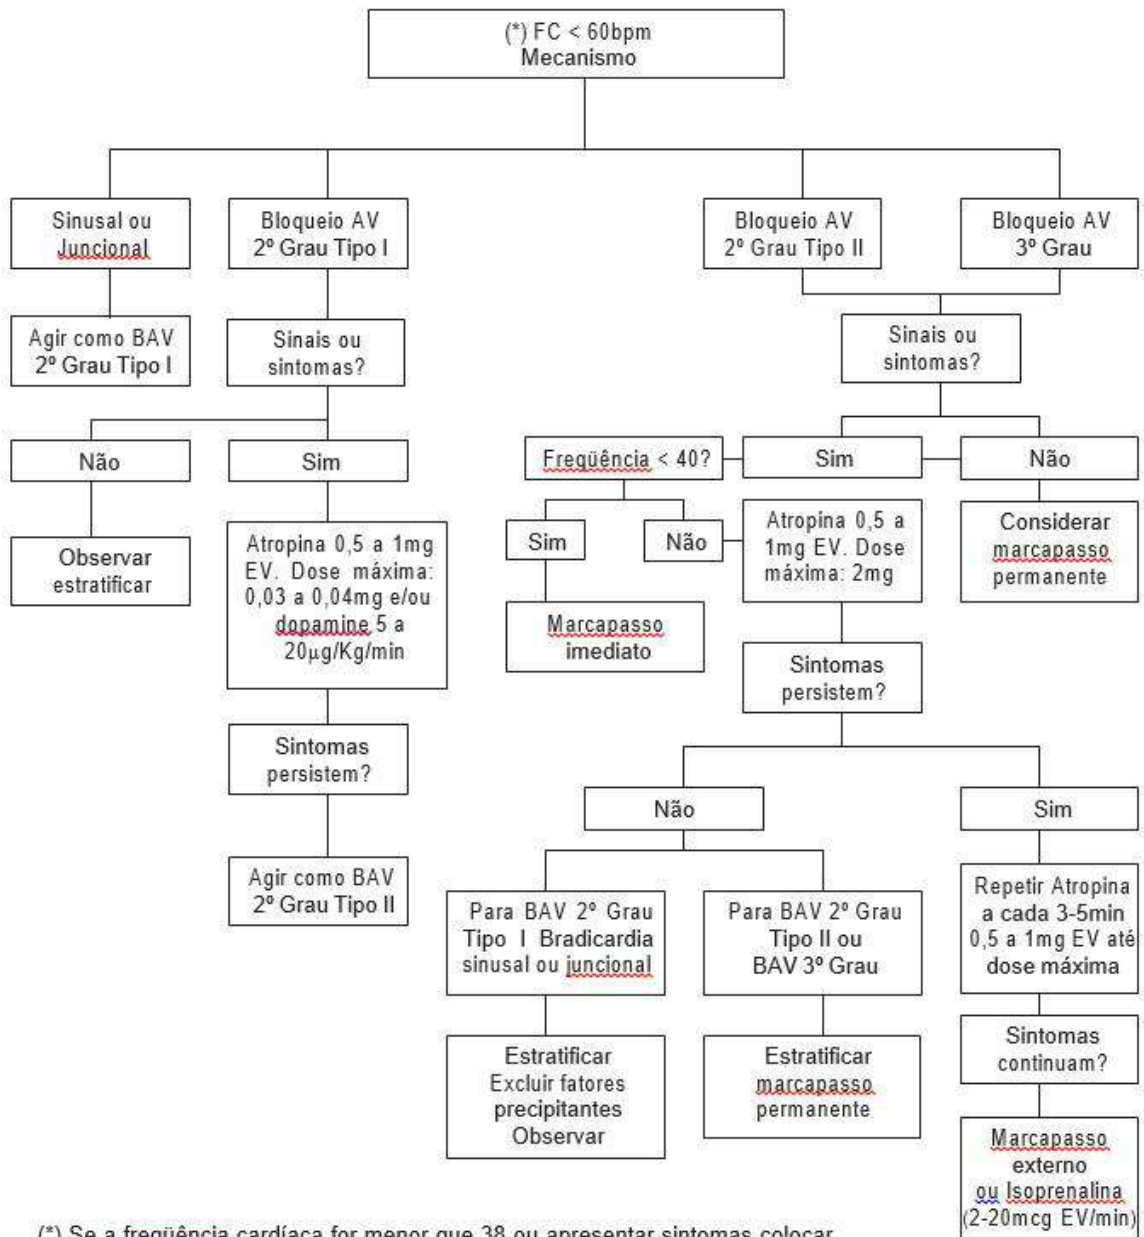 (*) FC < 60bpm
Mecanismo
Sinusal ou
Juncional
Bloqueio AV
2º Grau Tipo I
Bloqueio AV
2º Grau Tipo II
Bloqueio AV
3º Grau
Agir como BAV
2º Grau Tipo I
Sinais ou
sintomas?
Sinais ou
sintomas?
Não
Sim
Freqüência < 40?
Sim
Não
Observar
estratificar
Atropina 0,5 a 1mg
EV. Dose máxima:
0,03 a 0,04mg e/ou
dopamine 5 a
20µg/Kg/min
Sim
Não
Atropina 0,5 a
1mg EV. Dose
máxima: 2mg
Considerar
marcapasso
permanente
Marcapasso
imediato
Sintomas
persistem?
Sintomas
persistem?
Não
Sim
Agir como BAV
2º Grau Tipo II
Para BAV 2º Grau
Tipo I Bradicardia
sinusal ou juncional
Para BAV 2º Grau
Tipo II ou
BAV 3º Grau
Repetir Atropina
a cada 3-5min
0,5 a 1mg EV até
dose máxima
Estratificar
Excluir fatores
precipitantes
Observar
Estratificar
marcapasso
permanente
Sintomas
continuam?
Marcapasso
externo
ou Isoprenalina
(2-20mcg EV/min)
(*) Se a freqüência cardíaca for menor que 38 ou apresentar sintomas colocar